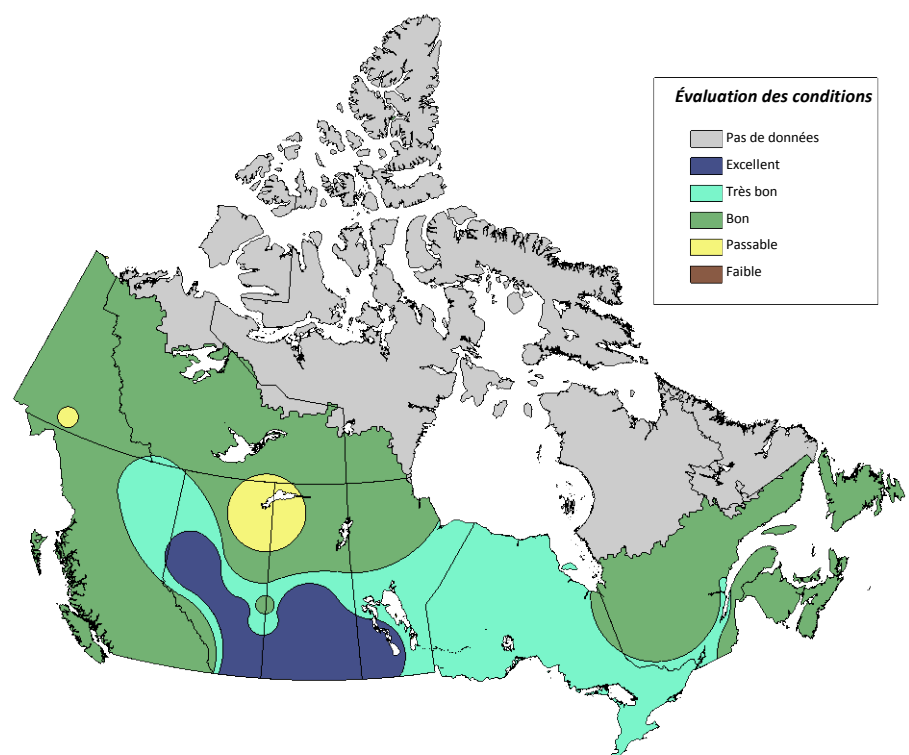 Évaluation des conditions
Pas de données
Excellent
Très bon
Bon
Passable
Faible